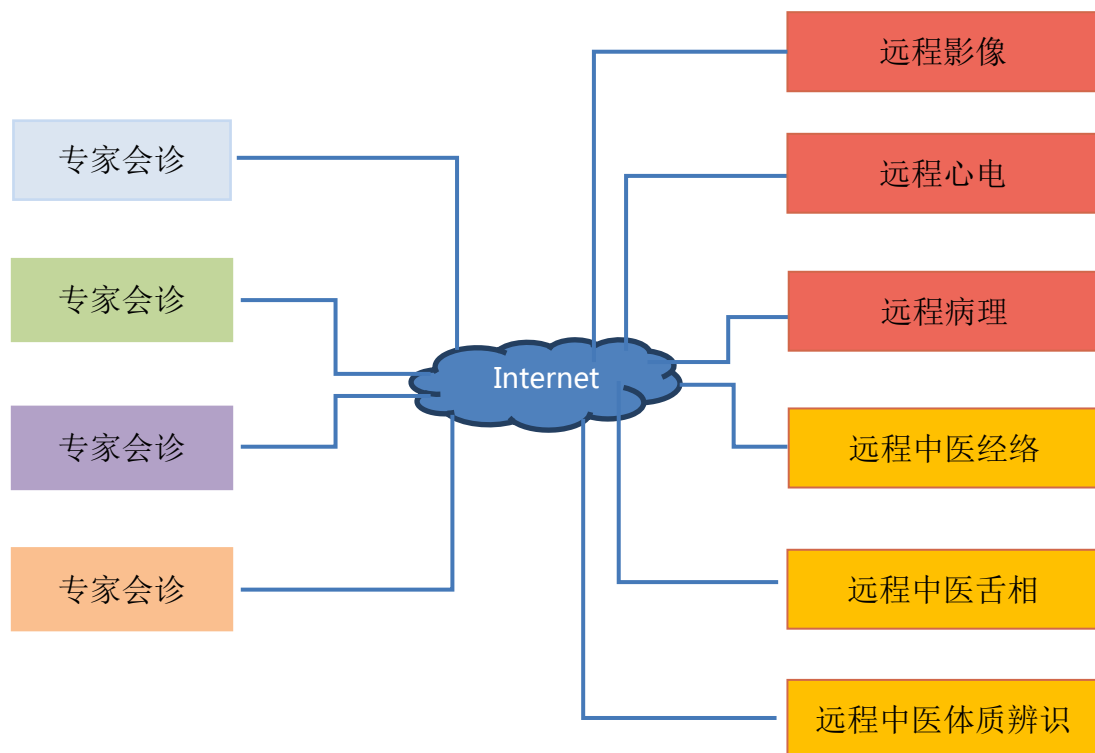 专家会诊
专家会诊
专家会诊
专家会诊
Internet
远程影像
远程心电
远程病理
远程中医经络
远程中医舌相
远程中医体质辨识